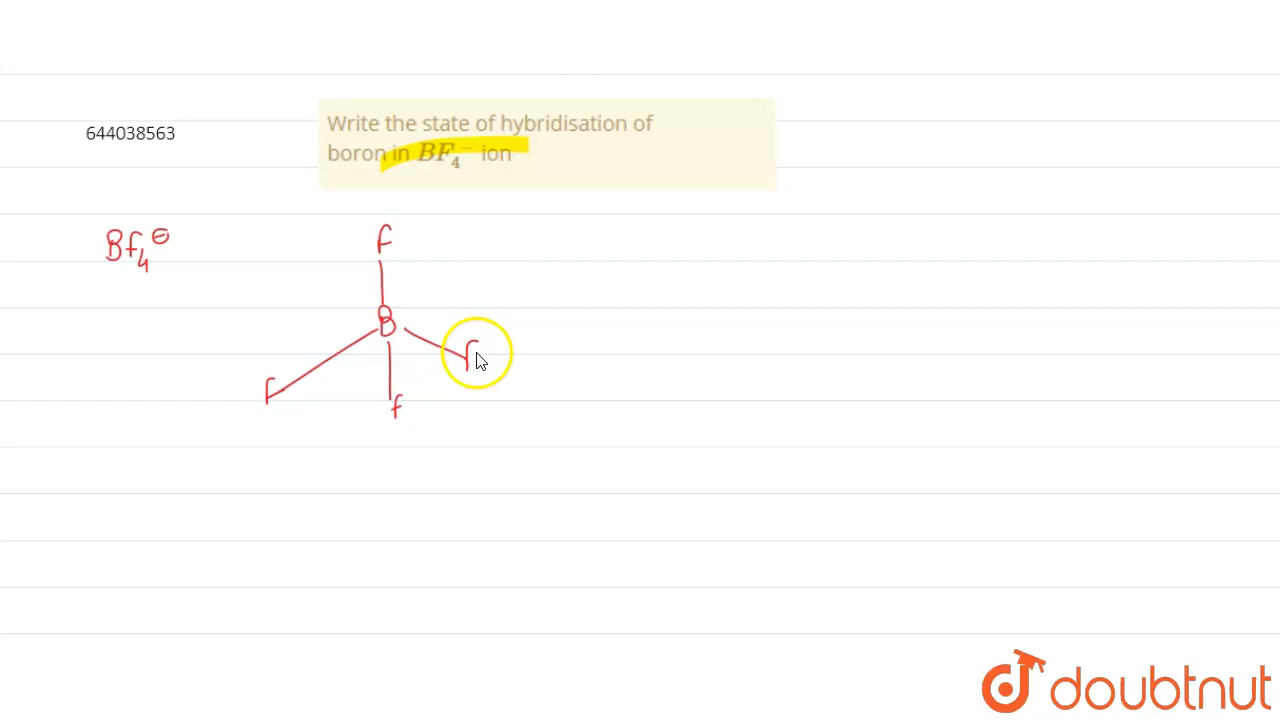 644038563
Write the state of hybridisation of
boron in BF₄⁻ ion
Bf₄⊖
f
B
f
f
f
doubtnut